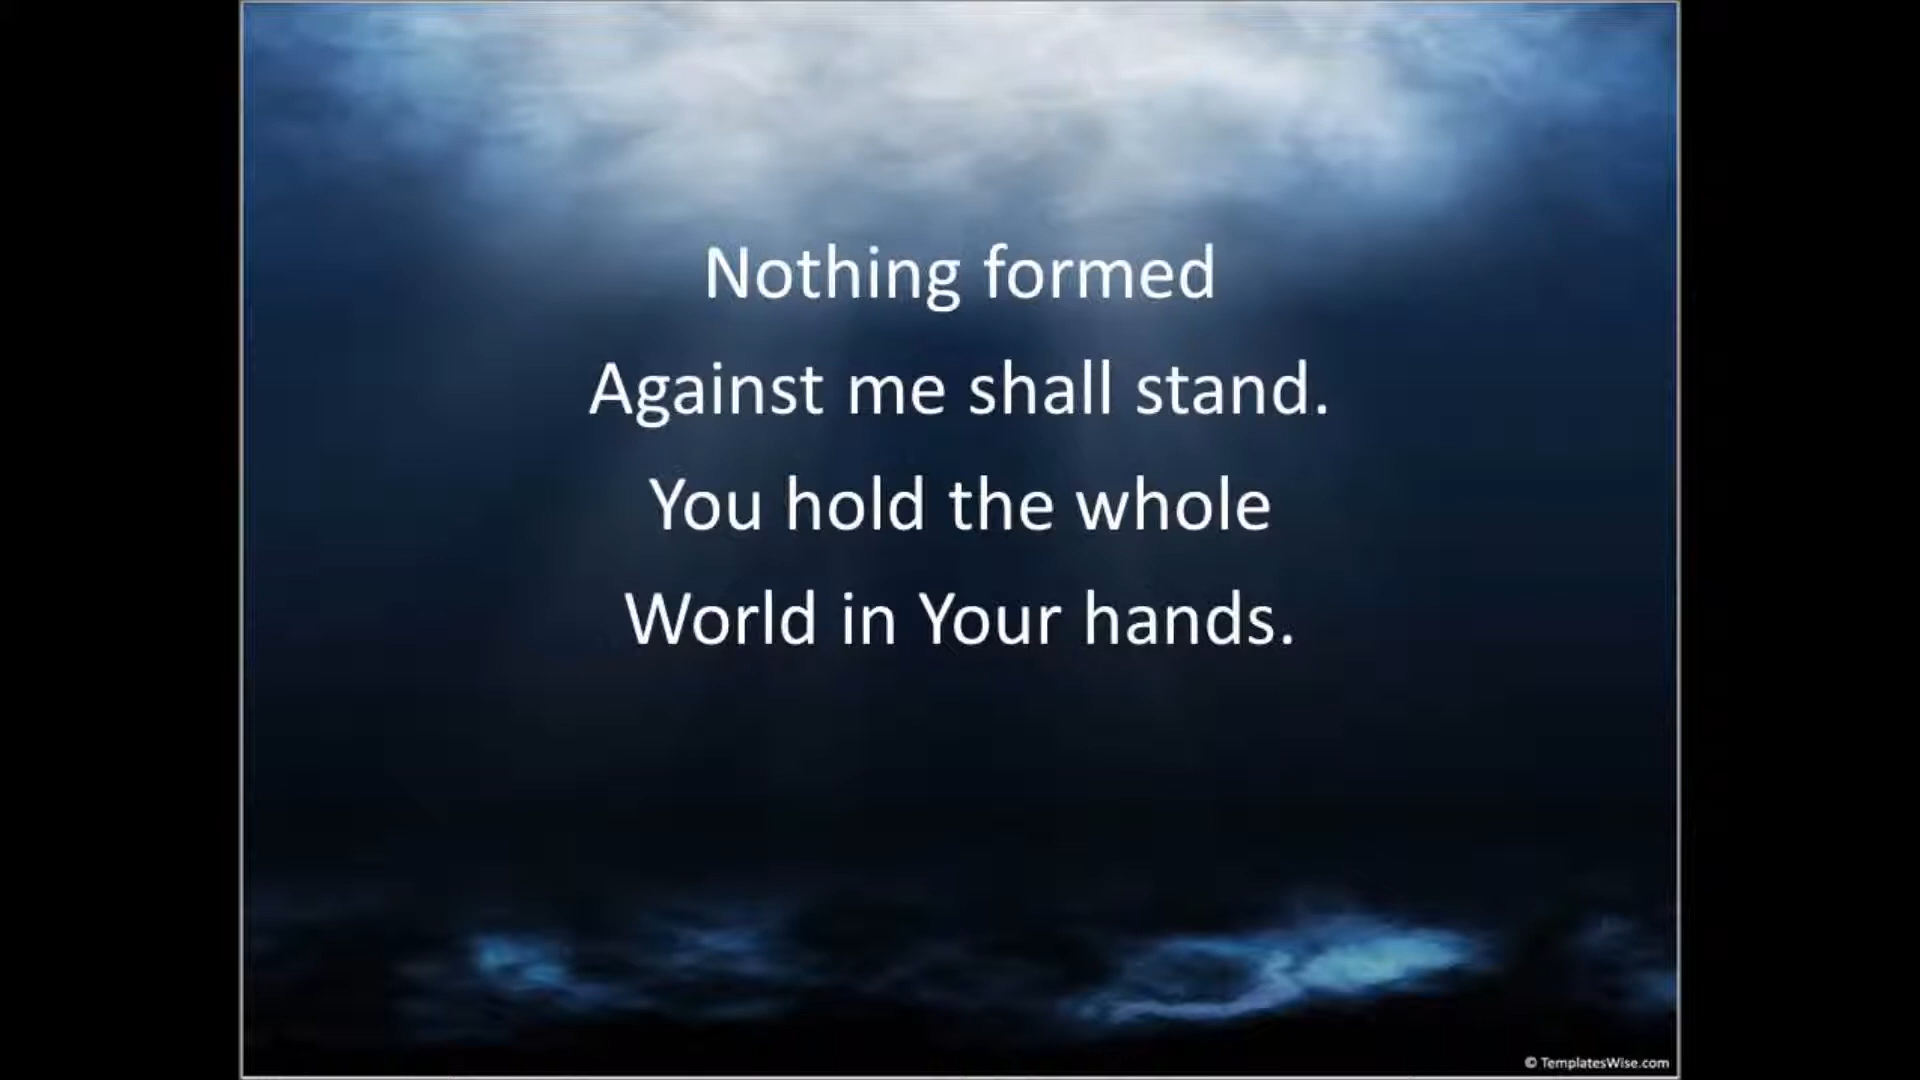 Nothing formed
Against me shall stand.
You hold the whole
World in Your hands.
© TemplatesWise.com